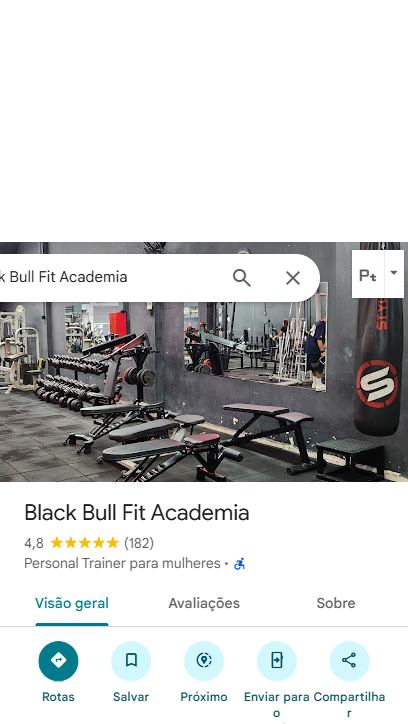 k Bull Fit Academia
Pt
S
Black Bull Fit Academia
4,8 (182)
Personal Trainer para mulheres ·
Visão geral Avaliações Sobre
Rotas Salvar Próximo Enviar para o Compartilhar